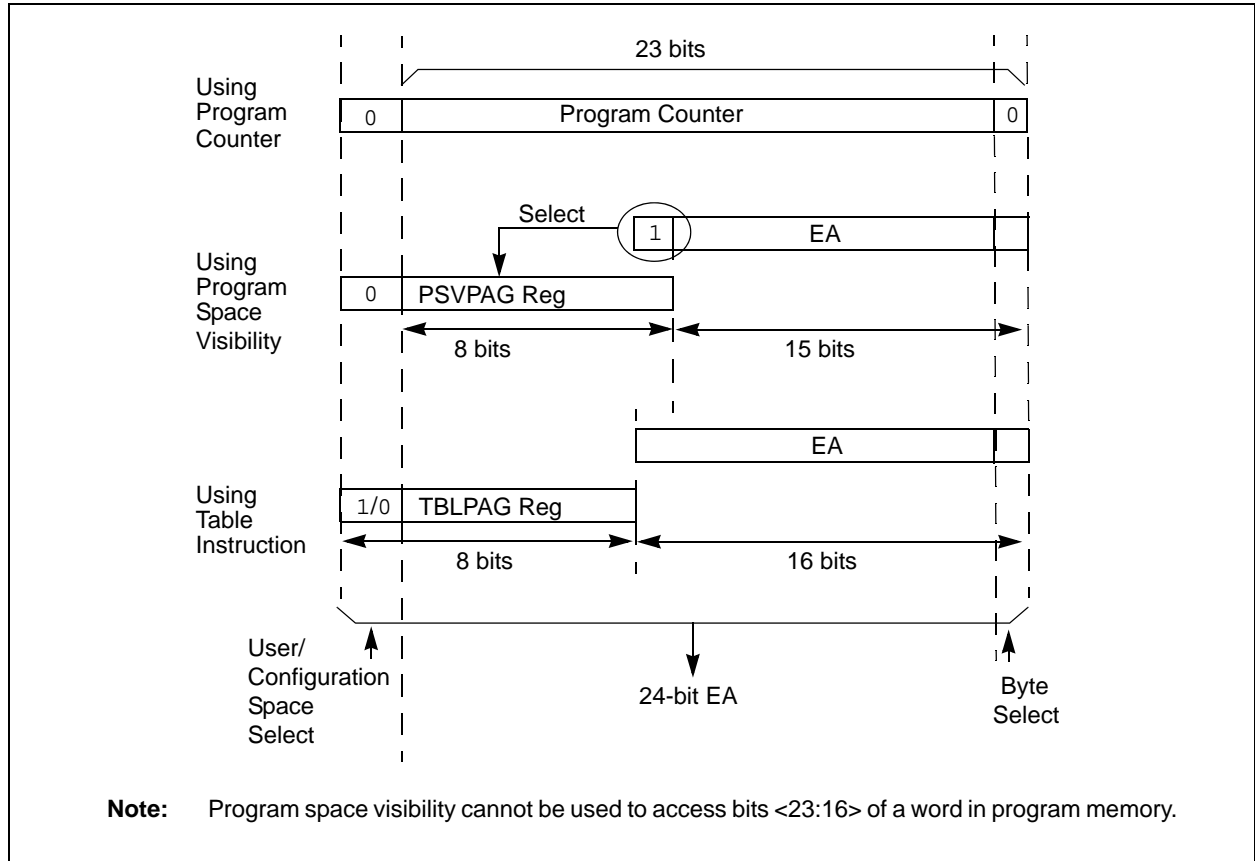 23 bits
Using
Program
Counter
0
Program Counter
0
Select
1
EA
Using
Program
Space
Visibility
0
PSVPAG Reg
8 bits
15 bits
EA
Using
Table
Instruction
1/0
TBLPAG Reg
8 bits
16 bits
User/
Configuration
Space
Select
24-bit EA
Byte
Select
Note: Program space visibility cannot be used to access bits <23:16> of a word in program memory.